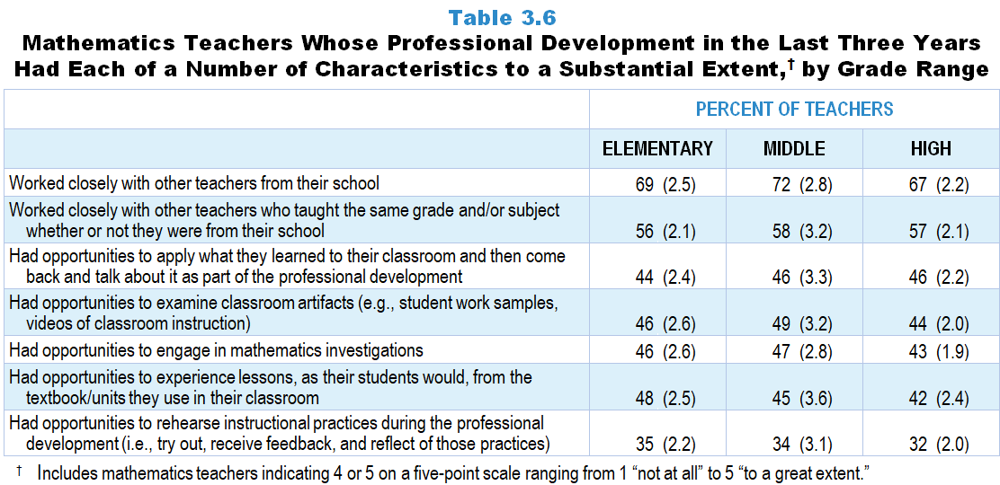 Table 3.6
Mathematics Teachers Whose Professional Development in the Last Three Years
Had Each of a Number of Characteristics to a Substantial Extent,† by Grade Range
PERCENT OF TEACHERS
ELEMENTARY MIDDLE HIGH
Worked closely with other teachers from their school 69 (2.5) 72 (2.8) 67 (2.2)
Worked closely with other teachers who taught the same grade and/or subject
whether or not they were from their school 56 (2.1) 58 (3.2) 57 (2.1)
Had opportunities to apply what they learned to their classroom and then come
back and talk about it as part of the professional development 44 (2.4) 46 (3.3) 46 (2.2)
Had opportunities to examine classroom artifacts (e.g., student work samples,
videos of classroom instruction) 46 (2.6) 49 (3.2) 44 (2.0)
Had opportunities to engage in mathematics investigations 46 (2.6) 47 (2.8) 43 (1.9)
Had opportunities to experience lessons, as their students would, from the
textbook/units they use in their classroom 48 (2.5) 45 (3.6) 42 (2.4)
Had opportunities to rehearse instructional practices during the professional
development (i.e., try out, receive feedback, and reflect of those practices) 35 (2.2) 34 (3.1) 32 (2.0)
† Includes mathematics teachers indicating 4 or 5 on a five-point scale ranging from 1 “not at all” to 5 “to a great extent.”